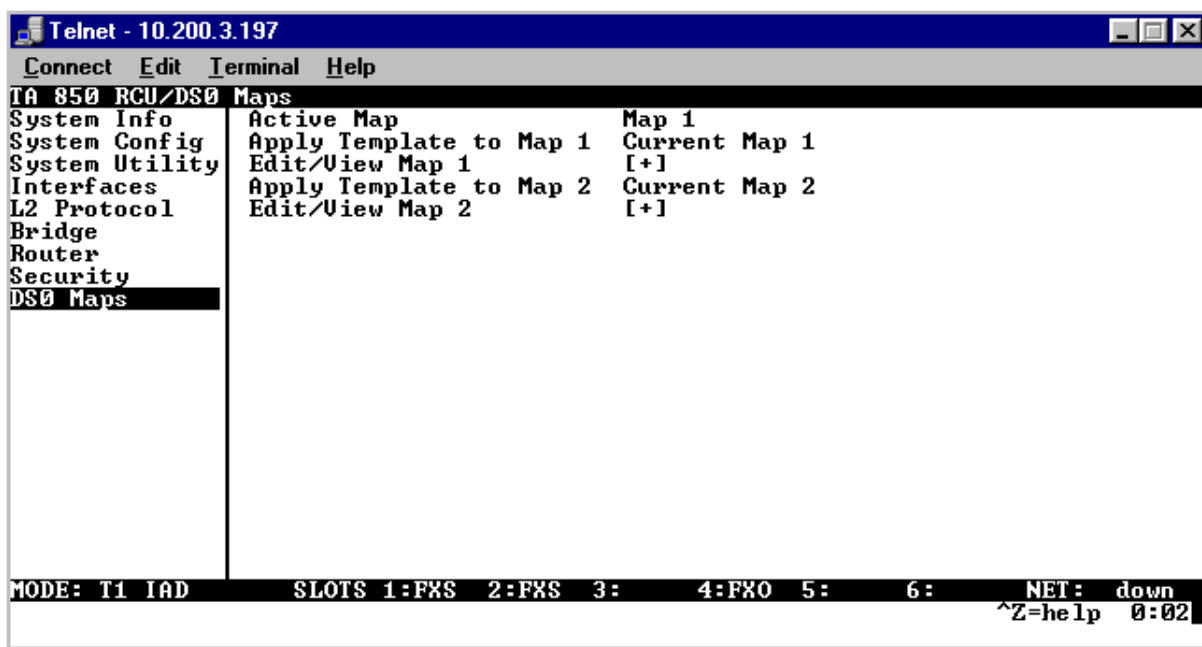 Telnet - 10.200.3.197
Connect Edit Terminal Help
TA 850 RCU/DS0 Maps
System Info Active Map Map 1
System Config Apply Template to Map 1 Current Map 1
System Utility Edit/View Map 1 [+]
Interfaces Apply Template to Map 2 Current Map 2
L2 Protocol Edit/View Map 2 [+]
Bridge
Router
Security
DS0 Maps
MODE: T1 IAD SLOTS 1:FXS 2:FXS 3: 4:FXO 5: 6: NET: down
^Z=help 0:02